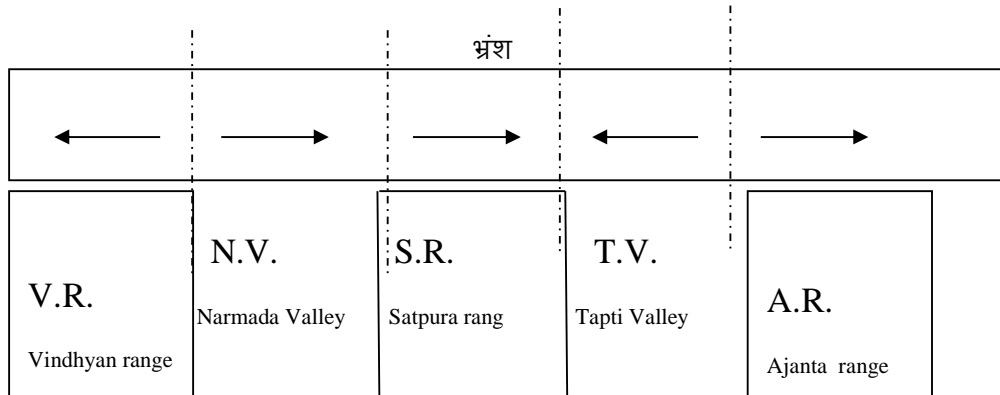 भ्रंश
N.V.
S.R.
T.V.
V.R.
A.R.
Narmada Valley
Satpura rang
Tapti Valley
Vindhyan range
Ajanta range